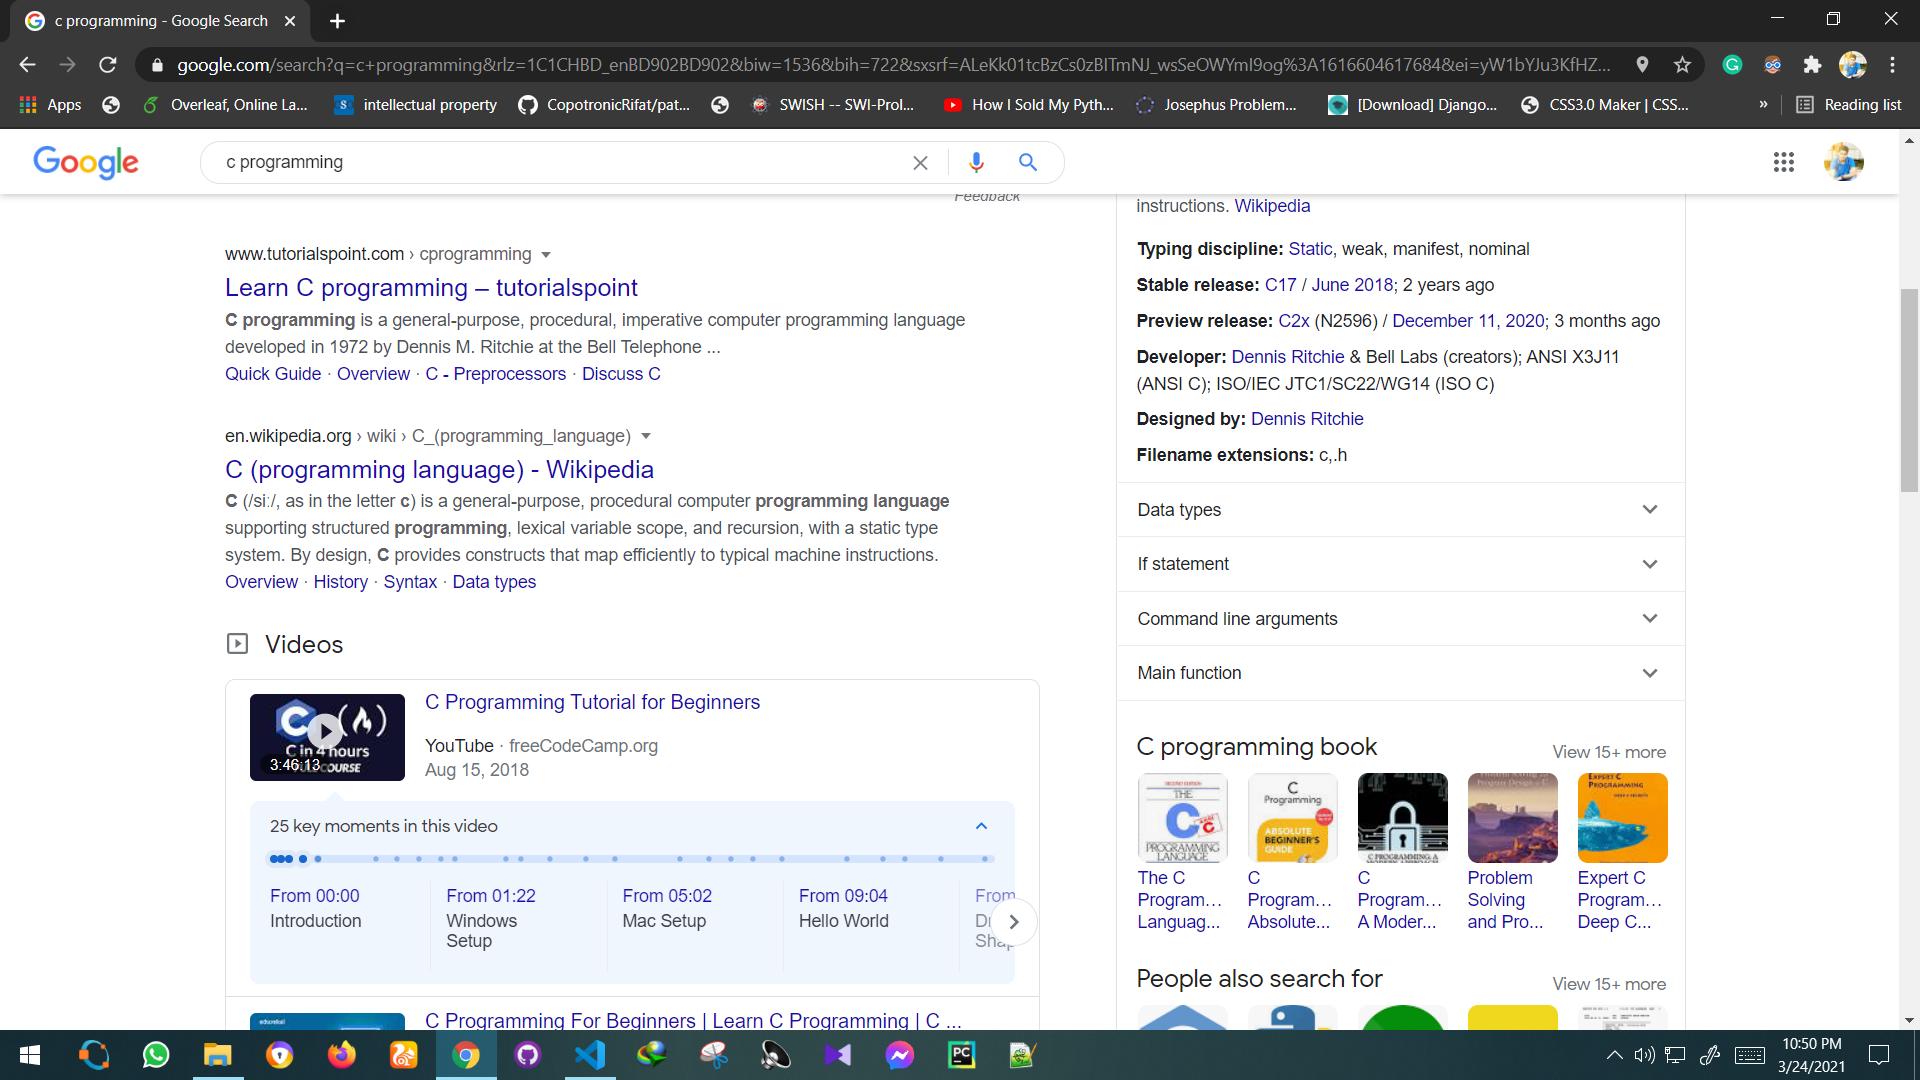 c programming - Google Search
google.com/search?q=c+programming&rlz=1C1CHBD_enBD902BD902&biw=1536&bih=722&sxsrf=ALeKk01tcBzCs0zBITmNJ_wsSeOWYmI9og%3A1616604617684&ei=yW1bYJu3KfHZ...
Apps
Overleaf, Online La...
intellectual property
CopotronicRifat/pat...
SWISH -- SWI-Prol...
How I Sold My Pyth...
Josephus Problem...
[Download] Django...
CSS3.0 Maker | CSS...
»
Reading list
Google
c programming
Feedback
www.tutorialspoint.com › cprogramming
Learn C programming – tutorialspoint
C programming is a general-purpose, procedural, imperative computer programming language
developed in 1972 by Dennis M. Ritchie at the Bell Telephone ...
Quick Guide · Overview · C - Preprocessors · Discuss C
en.wikipedia.org › wiki › C_(programming_language)
C (programming language) - Wikipedia
C (/siː/, as in the letter c) is a general-purpose, procedural computer programming language
supporting structured programming, lexical variable scope, and recursion, with a static type
system. By design, C provides constructs that map efficiently to typical machine instructions.
Overview · History · Syntax · Data types
Videos
C in 4 hours
FULL COURSE
3:46:13
C Programming Tutorial for Beginners
YouTube · freeCodeCamp.org
Aug 15, 2018
25 key moments in this video
From 00:00
Introduction
From 01:22
Windows
Setup
From 05:02
Mac Setup
From 09:04
Hello World
From
C Programming For Beginners | Learn C Programming | C ...
instructions. Wikipedia
Typing discipline: Static, weak, manifest, nominal
Stable release: C17 / June 2018; 2 years ago
Preview release: C2x (N2596) / December 11, 2020; 3 months ago
Developer: Dennis Ritchie & Bell Labs (creators); ANSI X3J11
(ANSI C); ISO/IEC JTC1/SC22/WG14 (ISO C)
Designed by: Dennis Ritchie
Filename extensions: c,.h
Data types
If statement
Command line arguments
Main function
C programming book
View 15+ more
THE
C
PROGRAMMING
LANGUAGE
C
Programming
ABSOLUTE
BEGINNER'S
GUIDE
C PROGRAMMING: A
EXPERT C
PROGRAMMING
The C
Program...
Languag...
C
Program...
Absolute...
C
Program...
A Moder...
Problem
Solving
and Pro...
Expert C
Program...
Deep C...
People also search for
View 15+ more
PC
10:50 PM
3/24/2021